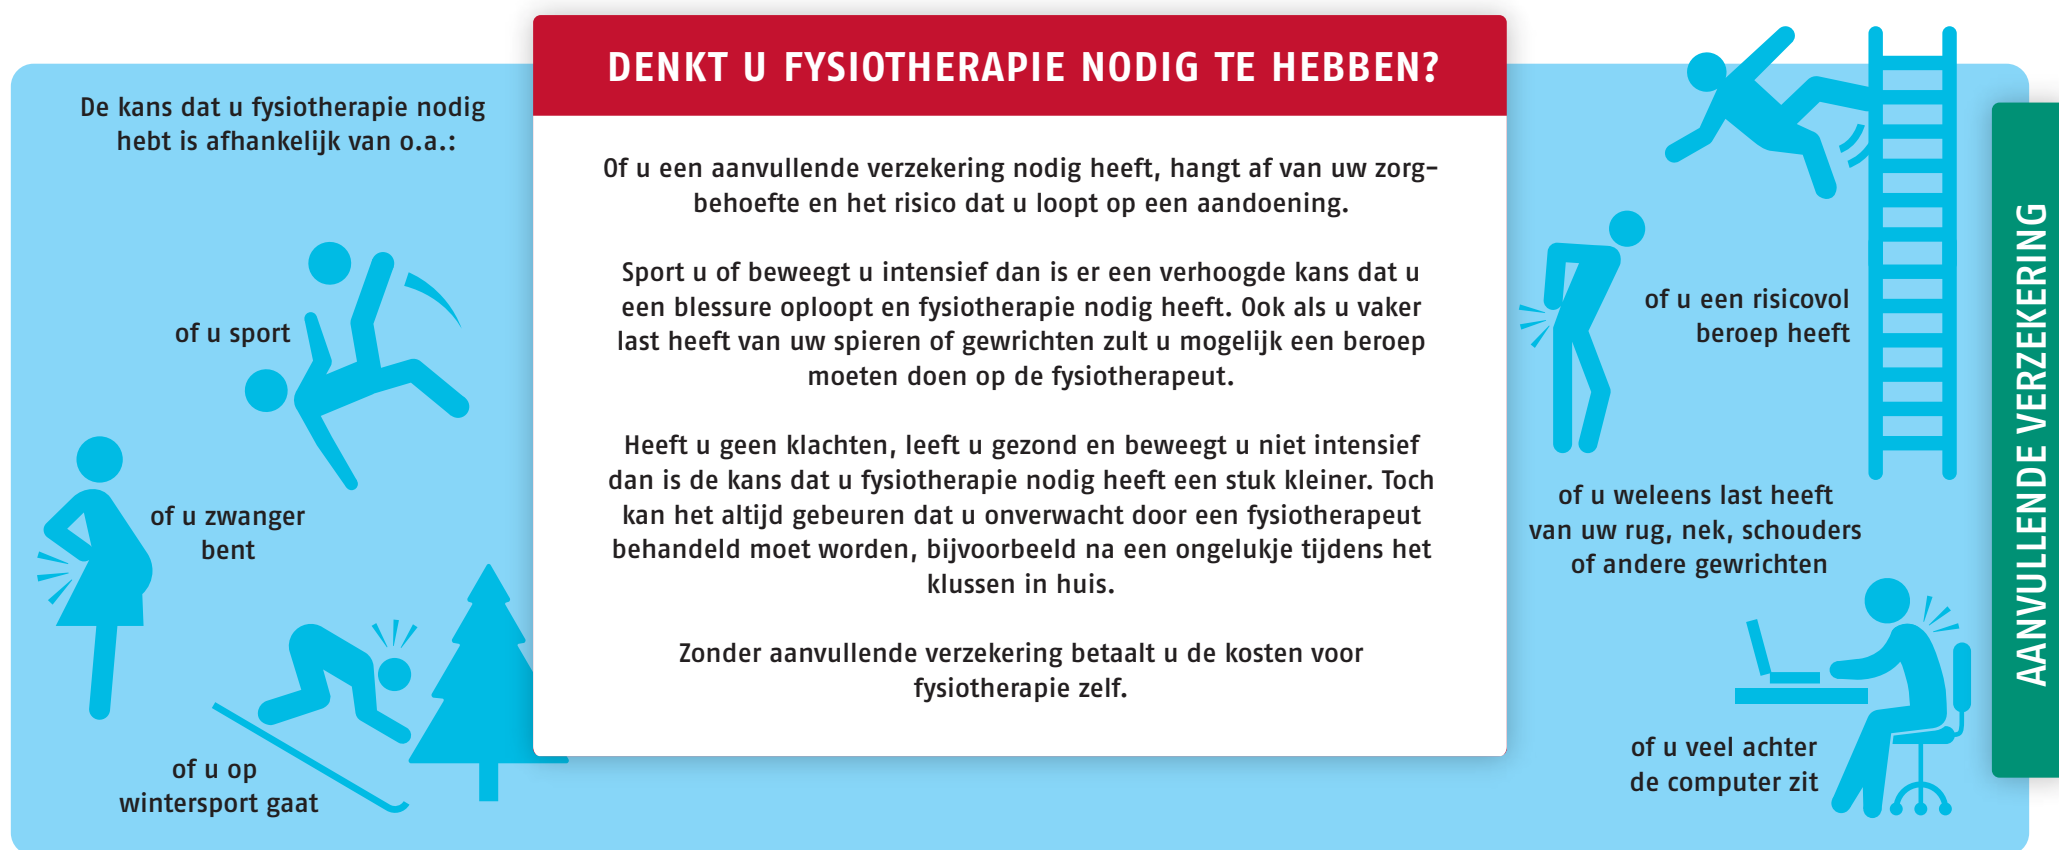 De kans dat u fysiotherapie nodig
hebt is afhankelijk van o.a.:
of u sport
of u zwanger
bent
of u op
wintersport gaat
DENKT U FYSIOTHERAPIE NODIG TE HEBBEN?
Of u een aanvullende verzekering nodig heeft, hangt af van uw zorg-
behoefte en het risico dat u loopt op een aandoening.
Sport u of beweegt u intensief dan is er een verhoogde kans dat u
een blessure oploopt en fysiotherapie nodig heeft. Ook als u vaker
last heeft van uw spieren of gewrichten zult u mogelijk een beroep
moeten doen op de fysiotherapeut.
Heeft u geen klachten, leeft u gezond en beweegt u niet intensief
dan is de kans dat u fysiotherapie nodig heeft een stuk kleiner. Toch
kan het altijd gebeuren dat u onverwacht door een fysiotherapeut
behandeld moet worden, bijvoorbeeld na een ongelukje tijdens het
klussen in huis.
Zonder aanvullende verzekering betaalt u de kosten voor
fysiotherapie zelf.
of u een risicovol
beroep heeft
of u weleens last heeft
van uw rug, nek, schouders
of andere gewrichten
of u veel achter
de computer zit
AANVULLENDE VERZEKERING